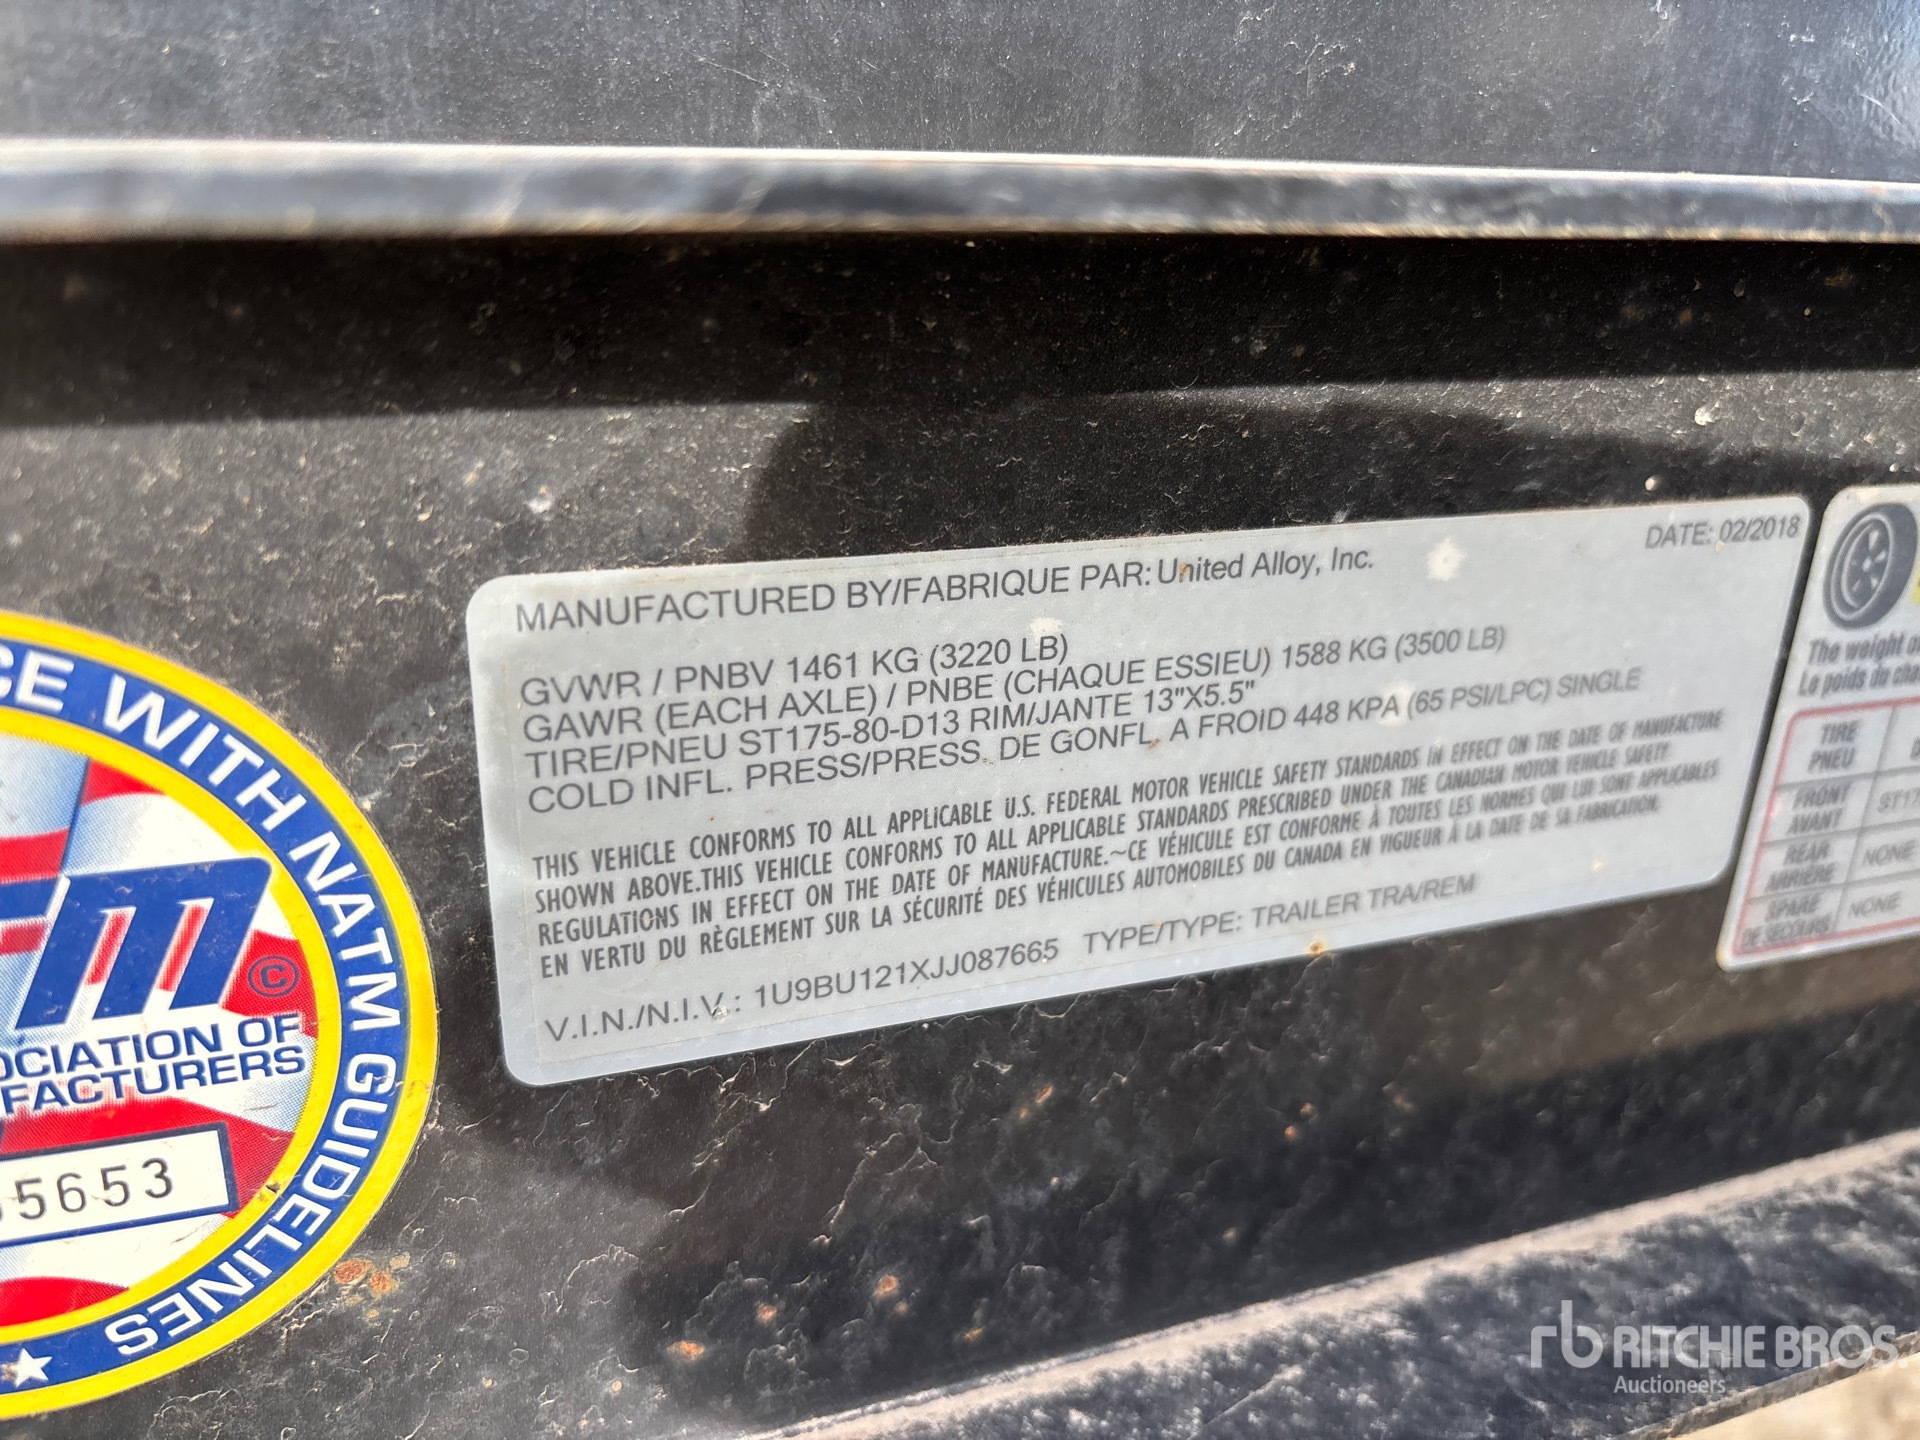 CE WITH NATM GUIDELINES
©
OCIATION OF
FACTURERS
5653
MANUFACTURED BY/FABRIQUE PAR: United Alloy, Inc.
DATE: 02/2018
GVWR / PNBV 1461 KG (3220 LB)
GAWR (EACH AXLE) / PNBE (CHAQUE ESSIEU) 1588 KG (3500 LB)
TIRE/PNEU ST175-80-D13 RIM/JANTE 13"X5.5"
COLD INFL. PRESS/PRESS. DE GONFL. A FROID 448 KPA (65 PSI/LPC) SINGLE
THIS VEHICLE CONFORMS TO ALL APPLICABLE U.S. FEDERAL MOTOR VEHICLE SAFETY STANDARDS IN EFFECT ON THE DATE OF MANUFACTURE
SHOWN ABOVE.THIS VEHICLE CONFORMS TO ALL APPLICABLE STANDARDS PRESCRIBED UNDER THE CANADIAN MOTOR VEHICLE SAFETY
REGULATIONS IN EFFECT ON THE DATE OF MANUFACTURE.~CE VÉHICULE EST CONFORME À TOUTES LES NORMES QUI LUI SONT APPLICABLES
EN VERTU DU RÈGLEMENT SUR LA SÉCURITÉ DES VÉHICULES AUTOMOBILES DU CANADA EN VIGUEUR À LA DATE DE SA FABRICATION.
V.I.N./N.I.V.: 1U9BU121XJJ087665 TYPE/TYPE: TRAILER TRA/REM
The weight o
Le poids du cha
TIRE
PNEU
FRONT
AVANT
ST17
REAR
ARRIÈRE
NONE
SPARE
DE SECOURS
NONE
rb RITCHIE BROS.
Auctioneers